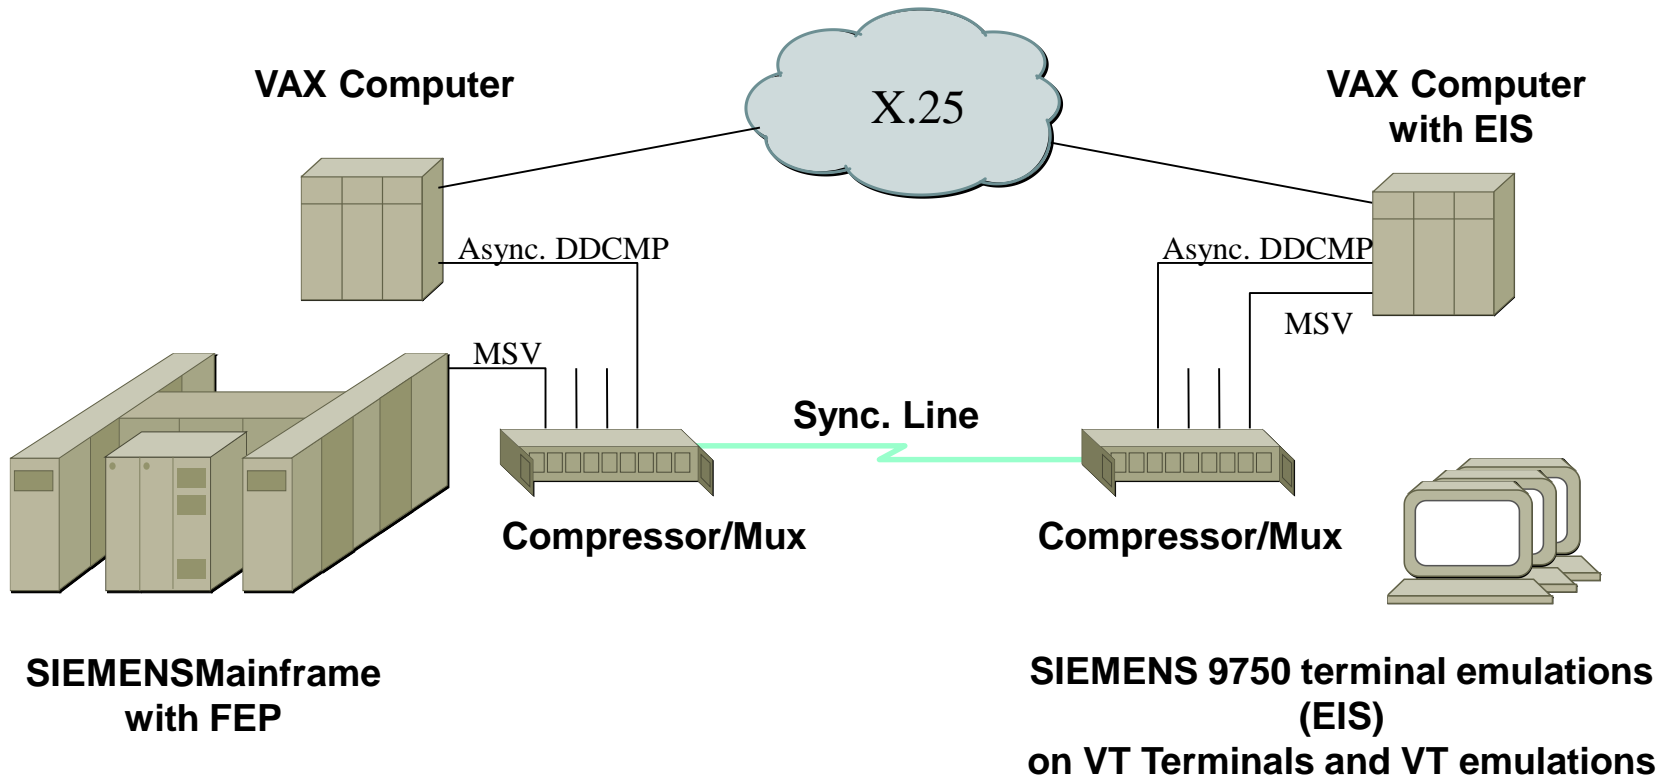 VAX Computer
X.25
VAX Computer
with EIS
Async. DDCMP
Async. DDCMP
MSV
MSV
Sync. Line
Compressor/Mux
Compressor/Mux
SIEMENSMainframe
with FEP
SIEMENS 9750 terminal emulations
(EIS)
on VT Terminals and VT emulations